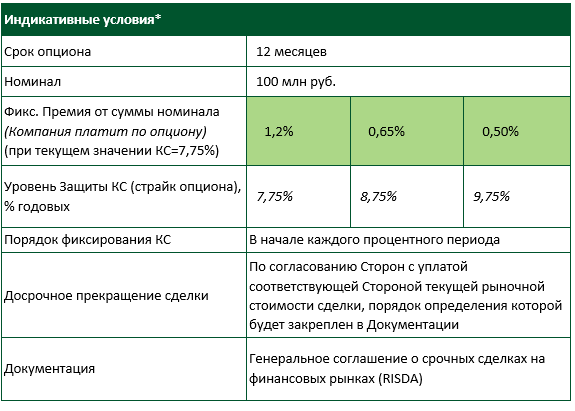 Индикативные условия*
Срок опциона
12 месяцев
Номинал
100 млн руб.
Фикс. Премия от суммы номинала
(Компания платит по опциону)
(при текущем значении КС=7,75%)
1,2%
0,65%
0,50%
Уровень Защиты КС (страйк опциона),
% годовых
7,75%
8,75%
9,75%
Порядок фиксирования КС
В начале каждого процентного периода
Досрочное прекращение сделки
По согласованию Сторон с уплатой
соответствующей Стороной текущей рыночной
стоимости сделки, порядок определения которой
будет закреплен в Документации
Документация
Генеральное соглашение о срочных сделках на
финансовых рынках (RISDA)